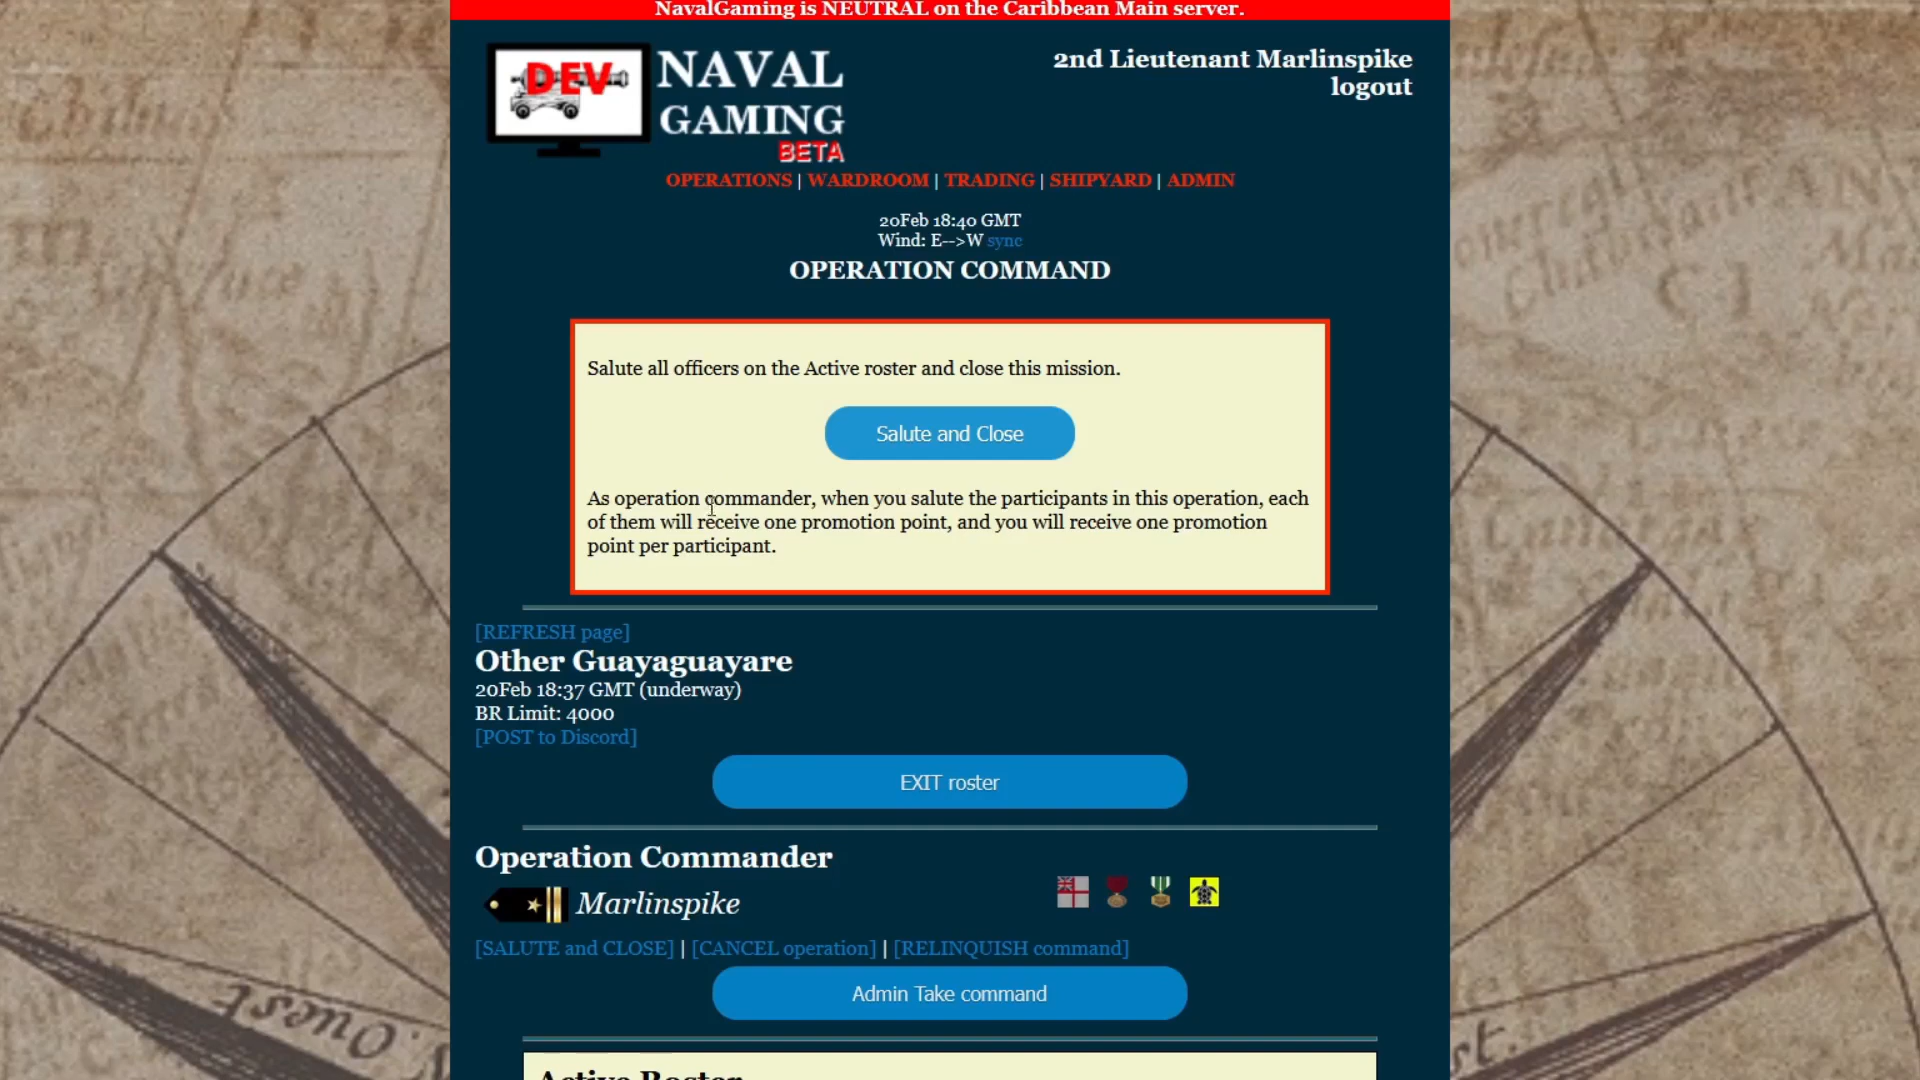 NavalGaming is NEUTRAL on the Caribbean Main server.
DEV
NAVAL
GAMING
BETA
2nd Lieutenant Marlinspike
logout
OPERATIONS | WARDROOM | TRADING | SHIPYARD | ADMIN
20Feb 18:40 GMT
Wind: E-->W sync
OPERATION COMMAND
Salute all officers on the Active roster and close this mission.
Salute and Close
As operation commander, when you salute the participants in this operation, each
of them will receive one promotion point, and you will receive one promotion
point per participant.
[REFRESH page]
Other Guayaguayare
20Feb 18:37 GMT (underway)
BR Limit: 4000
[POST to Discord]
EXIT roster
Operation Commander
Marlinspike
[SALUTE and CLOSE] | [CANCEL operation] | [RELINQUISH command]
Admin Take command
Active Roster
Ouest